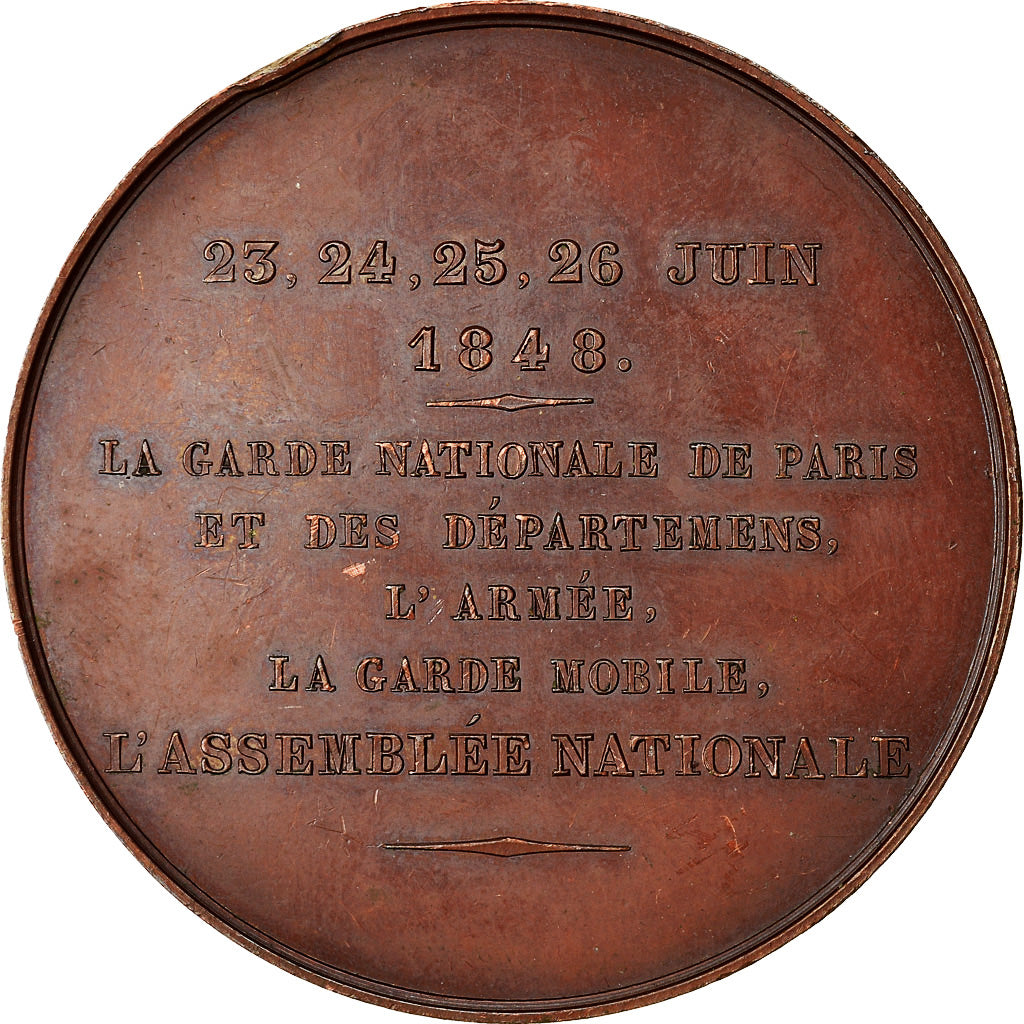 23, 24, 25, 26 JUIN
1848.
LA GARDE NATIONALE DE PARIS
ET DES DÉPARTEMENS,
L'ARMÉE,
LA GARDE MOBILE,
L'ASSEMBLÉE NATIONALE